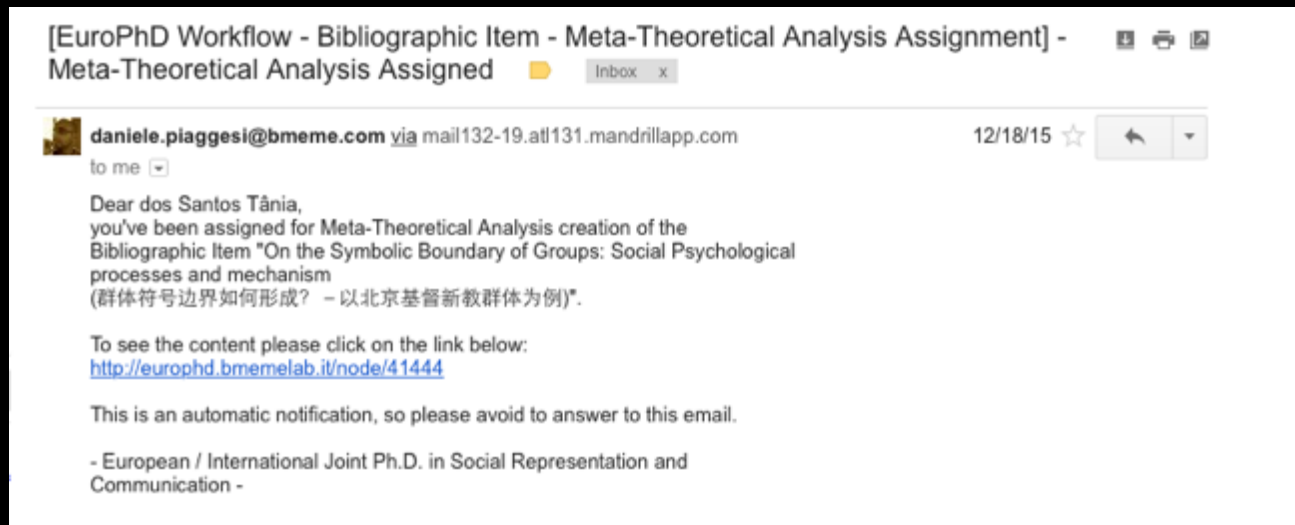 [EuroPhD Workflow - Bibliographic Item - Meta-Theoretical Analysis Assignment] -
Meta-Theoretical Analysis Assigned Inbox x
daniele.piaggesi@bmeme.com via mail132-19.atl131.mandrillapp.com 12/18/15
to me
Dear dos Santos Tânia,
you've been assigned for Meta-Theoretical Analysis creation of the
Bibliographic Item "On the Symbolic Boundary of Groups: Social Psychological
processes and mechanism
(群体符号边界如何形成？ – 以北京基督新教群体为例)".
To see the content please click on the link below:
http://europhd.bmemelab.it/node/41444
This is an automatic notification, so please avoid to answer to this email.
- European / International Joint Ph.D. in Social Representation and
Communication -